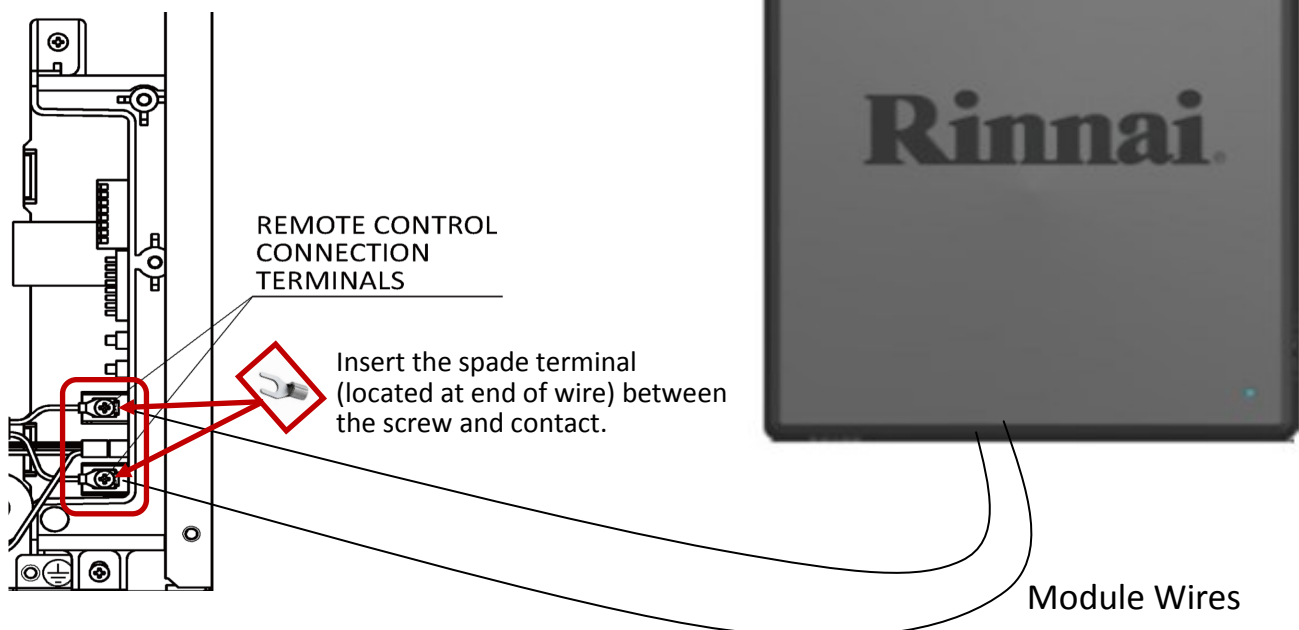 Rinnai
REMOTE CONTROL
CONNECTION
TERMINALS
Insert the spade terminal
(located at end of wire) between
the screw and contact.
Module Wires